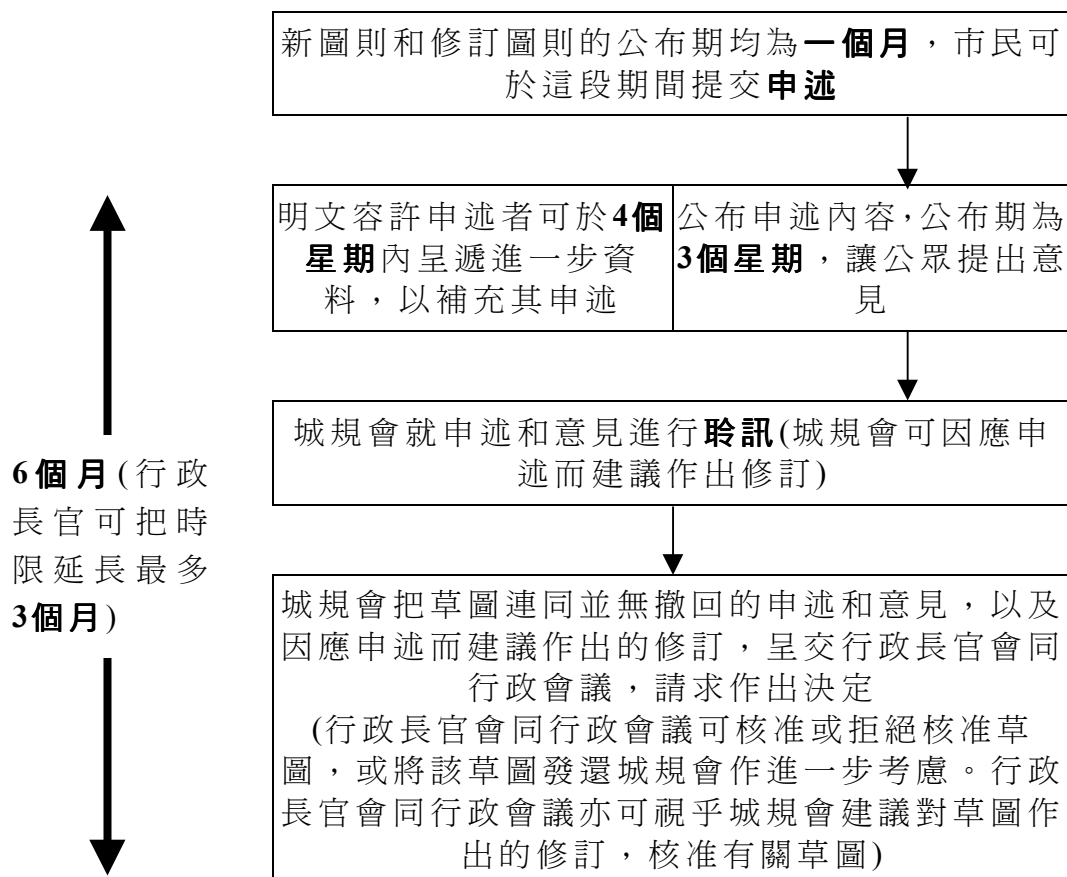 新圖則和修訂圖則的公布期均為一個月，市民可
於這段期間提交申述
明文容許申述者可於4個
星期內呈遞進一步資
料，以補充其申述
公布申述內容，公布期為
3個星期，讓公眾提出意
見
城規會就申述和意見進行聆訊(城規會可因應申
述而建議作出修訂)
6個月(行政
長官可把時
限延長最多
3個月)
城規會把草圖連同並無撤回的申述和意見，以及
因應申述而建議作出的修訂，呈交行政長官會同
行政會議，請求作出決定
(行政長官會同行政會議可核准或拒絕核准草
圖，或將該草圖發還城規會作進一步考慮。行政
長官會同行政會議亦可視乎城規會建議對草圖作
出的修訂，核准有關草圖)